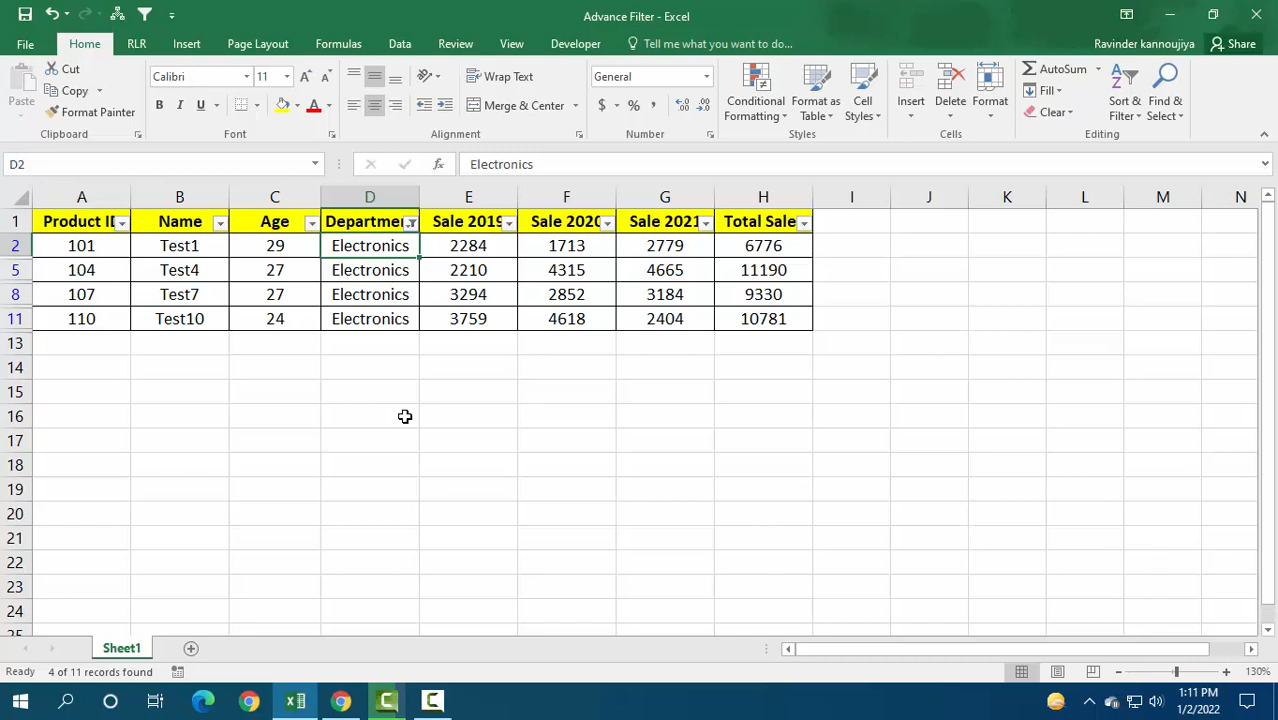 Advance Filter - Excel
File Home RLR Insert Page Layout Formulas Data Review View Developer Tell me what you want to do... Ravinder kannoujiya Share
Paste Cut Copy Format Painter Clipboard
Calibri 11 A A B I U A Font
Wrap Text Merge & Center Alignment
General $ % , Number
Conditional Formatting Format as Table Cell Styles Styles
Insert Delete Format Cells
AutoSum Fill Clear Sort & Filter Find & Select Editing
D2 fx Electronics
A B C D E F G H I J K L M N
1 Product I Name Age Departme Sale 2019 Sale 2020 Sale 2021 Total Sale
2 101 Test1 29 Electronics 2284 1713 2779 6776
5 104 Test4 27 Electronics 2210 4315 4665 11190
8 107 Test7 27 Electronics 3294 2852 3184 9330
11 110 Test10 24 Electronics 3759 4618 2404 10781
13
14
15
16
17
18
19
20
21
22
23
24
25
Sheet1
Ready 4 of 11 records found 130%
1:11 PM
1/2/2022